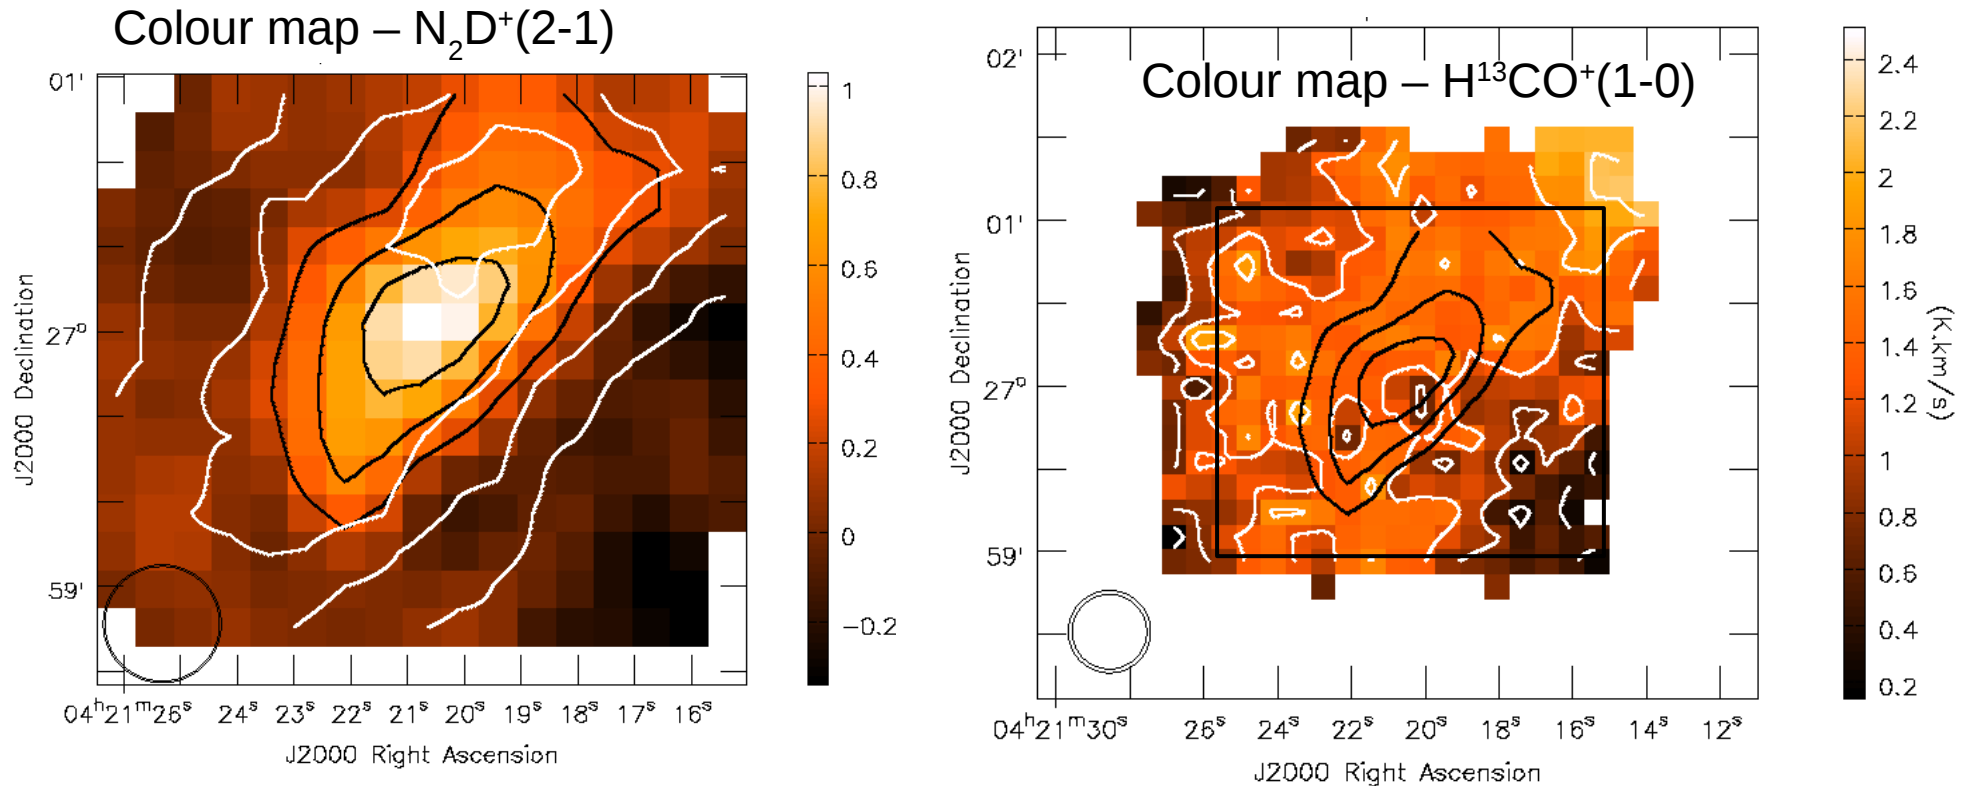 Colour map – N₂D⁺(2-1)
01'
27⁰
59'
J2000 Declination
04ʰ21ᵐ26ˢ 24ˢ 23ˢ 22ˢ 21ˢ 20ˢ 19ˢ 18ˢ 17ˢ 16ˢ
J2000 Right Ascension
1
0.8
0.6
0.4
0.2
0
−0.2
Colour map – H¹³CO⁺(1-0)
02'
01'
27⁰
59'
J2000 Declination
04ʰ21ᵐ30ˢ 26ˢ 24ˢ 22ˢ 20ˢ 18ˢ 16ˢ 14ˢ 12ˢ
J2000 Right Ascension
2.4
2.2
2
1.8
1.6
1.4
1.2
1
0.8
0.6
0.4
0.2
(K.km/s)